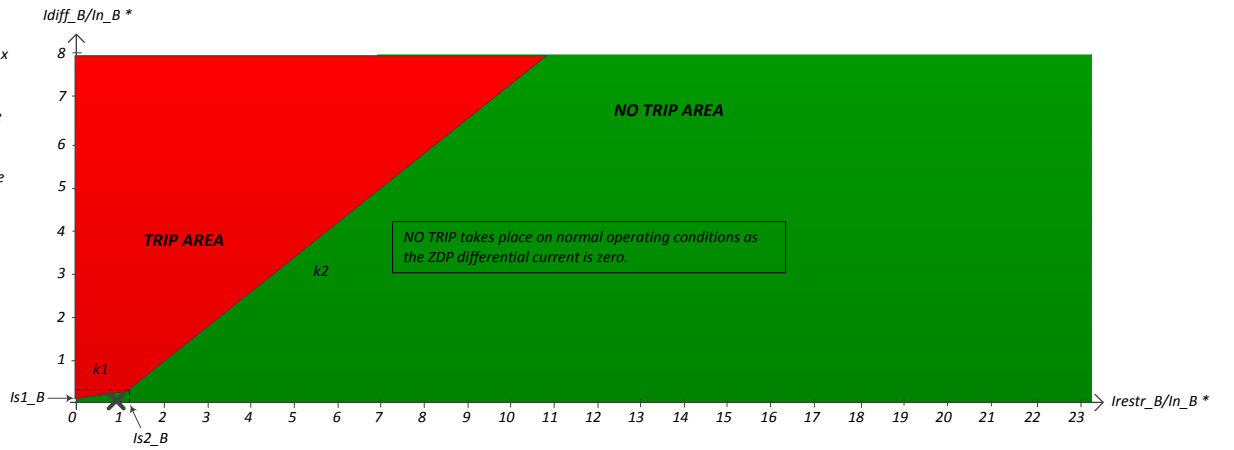 Idiff_B/In_B *
x
8
7
6
e
5
TRIP AREA
NO TRIP AREA
4
NO TRIP takes place on normal operating conditions as
the ZDP differential current is zero.
3
k2
2
1
k1
Is1_B
0 1 2 3 4 5 6 7 8 9 10 11 12 13 14 15 16 17 18 19 20 21 22 23
Irestr_B/In_B *
Is2_B